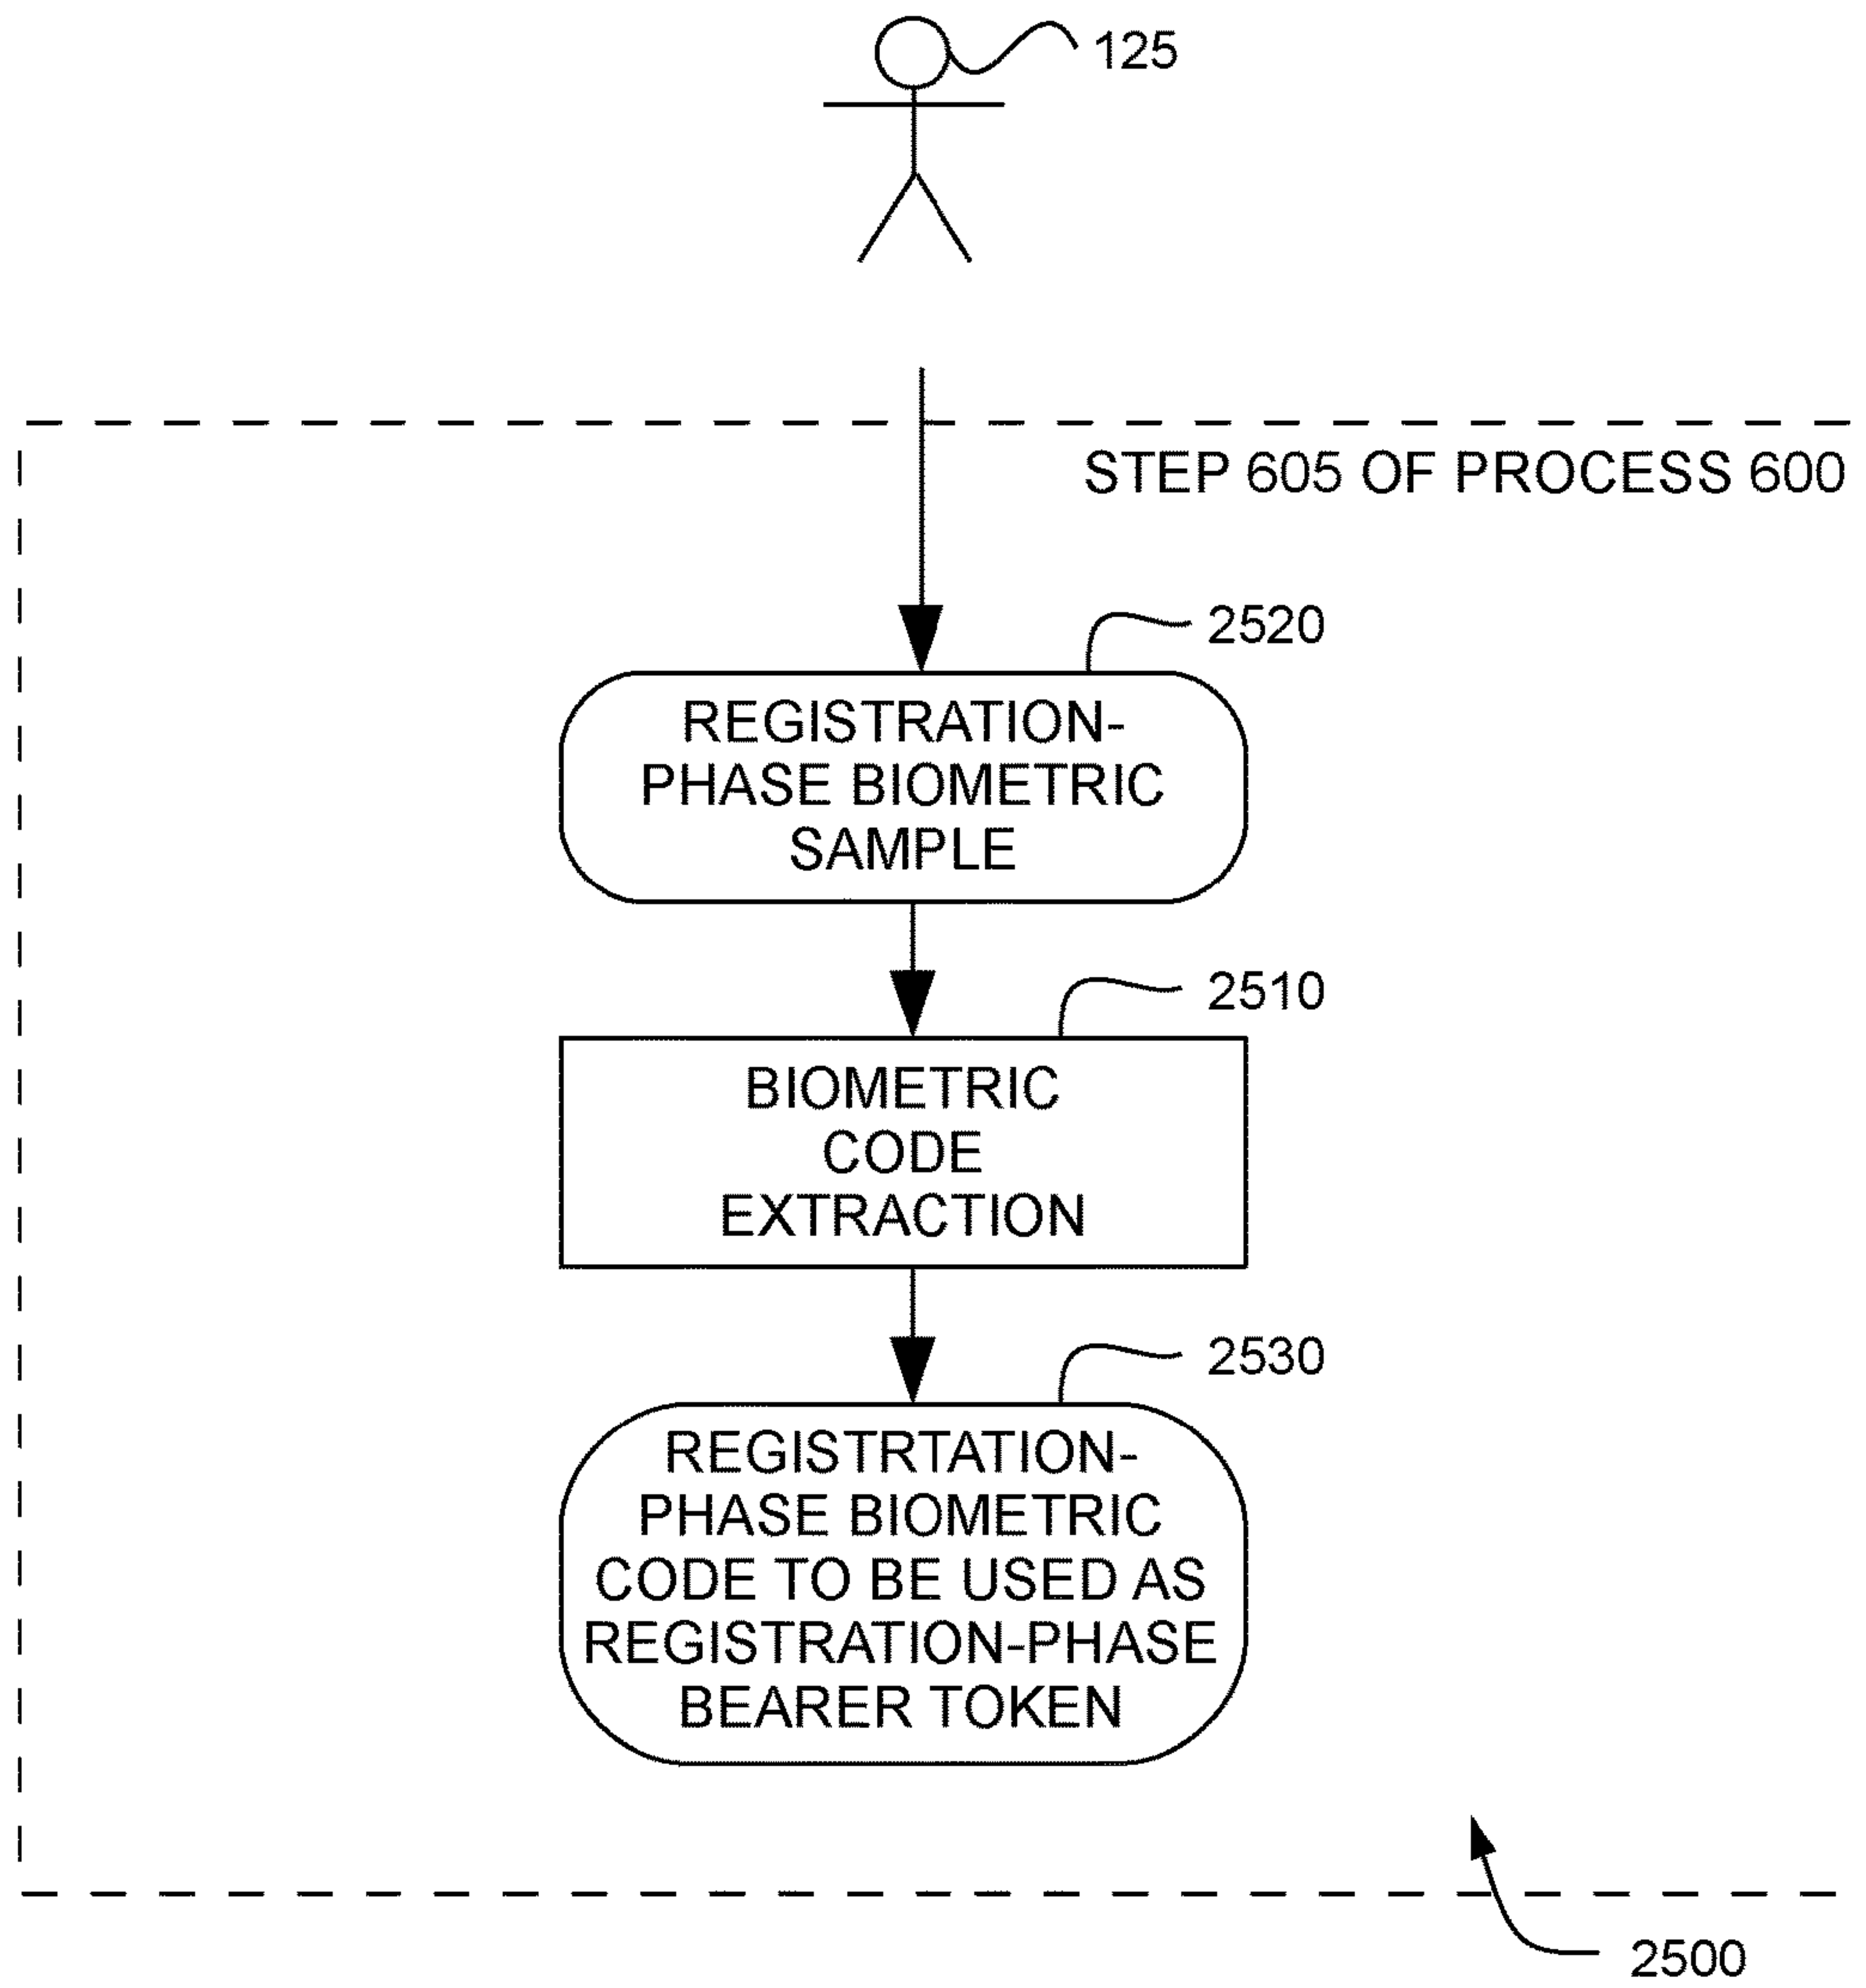 125
STEP 605 OF PROCESS 600
2520
REGISTRATION-
PHASE BIOMETRIC
SAMPLE
2510
BIOMETRIC
CODE
EXTRACTION
2530
REGISTRTATION-
PHASE BIOMETRIC
CODE TO BE USED AS
REGISTRATION-PHASE
BEARER TOKEN
2500